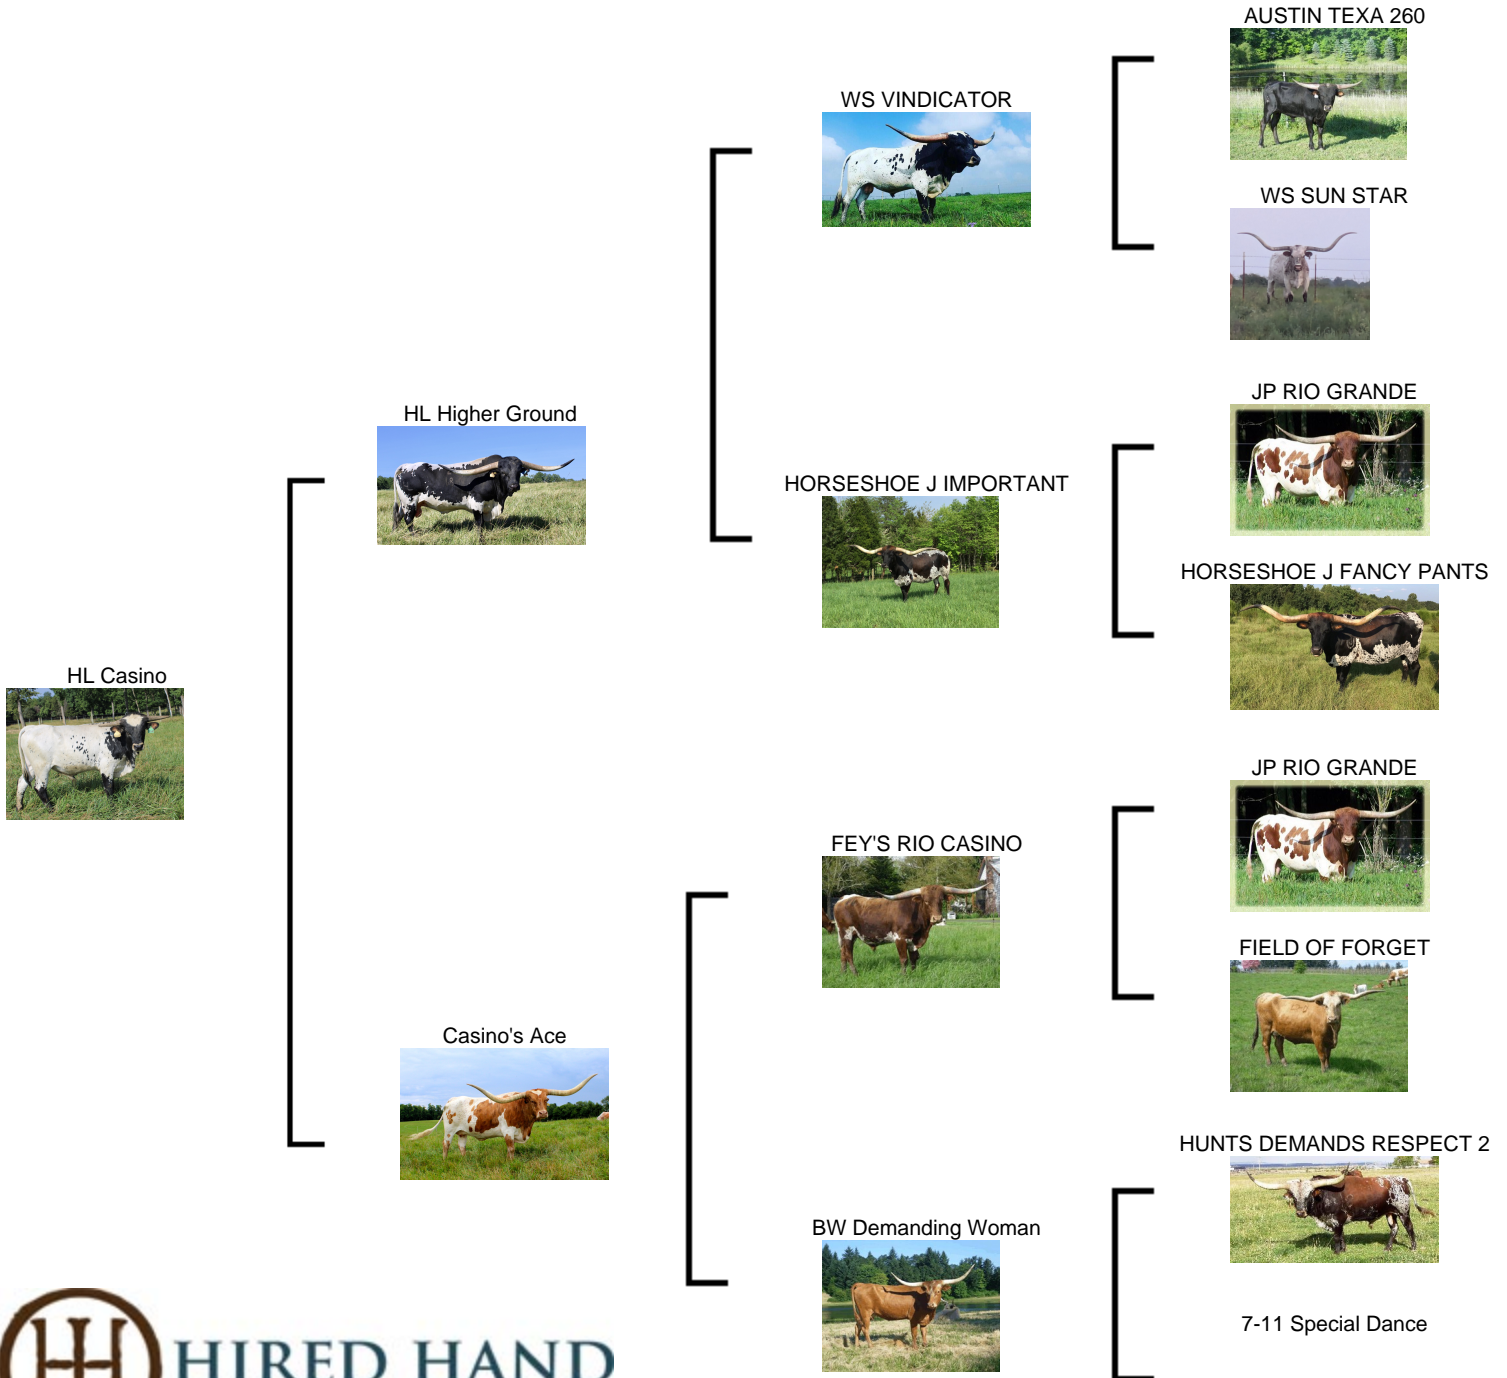 AUSTIN TEXA 260
WS VINDICATOR
WS SUN STAR
JP RIO GRANDE
HL Higher Ground
HORSESHOE J IMPORTANT
HORSESHOE J FANCY PANTS
HL Casino
JP RIO GRANDE
FEY'S RIO CASINO
FIELD OF FORGET
Casino's Ace
HUNTS DEMANDS RESPECT 2
BW Demanding Woman
7-11 Special Dance
HIRED HAND